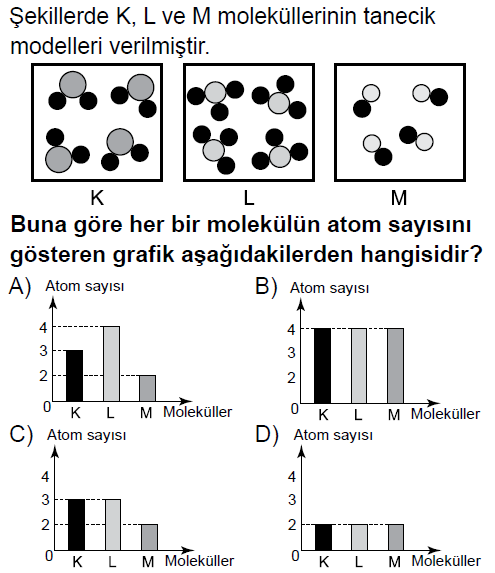 Şekillerde K, L ve M moleküllerinin tanecik
modelleri verilmiştir.
K L M
Buna göre her bir molekülün atom sayısını
gösteren grafik aşağıdakilerden hangisidir?
A) Atom sayısı
4
3
2
0
K L M Moleküller
B) Atom sayısı
4
3
2
0
K L M Moleküller
C) Atom sayısı
4
3
2
0
K L M Moleküller
D) Atom sayısı
4
3
2
0
K L M Moleküller